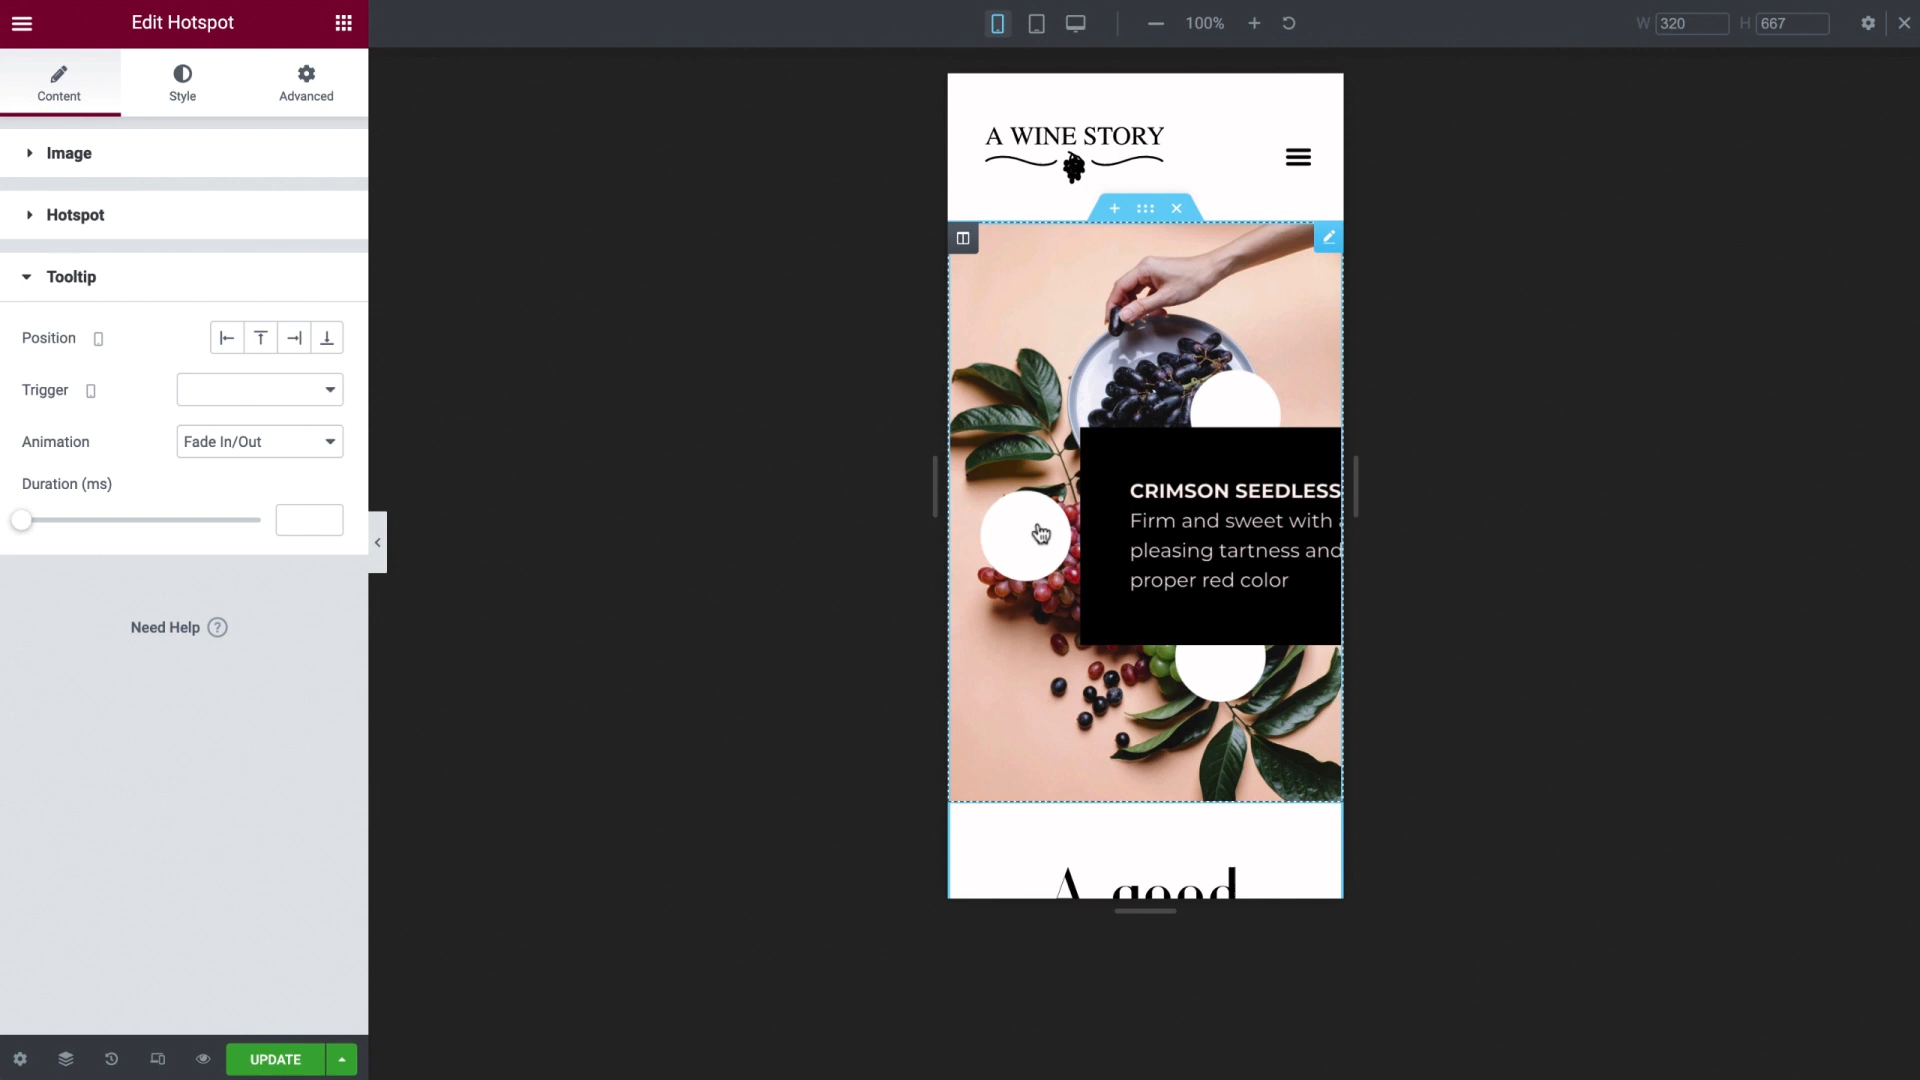 Edit Hotspot
100%
W 320 H 667
Content
Style
Advanced
Image
Hotspot
Tooltip
Position
Trigger
Animation
Fade In/Out
Duration (ms)
Need Help ?
UPDATE
A WINE STORY
CRIMSON SEEDLESS
Firm and sweet with
pleasing tartness and
proper red color
A good